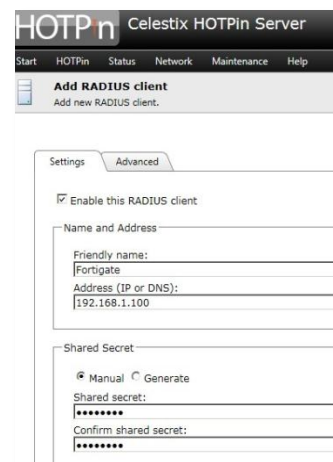 HOTPin Celestix HOTPin Server
Start HOTPin Status Network Maintenance Help
Add RADIUS client
Add new RADIUS client.
Settings Advanced
Enable this RADIUS client
Name and Address
Friendly name:
Fortigate
Address (IP or DNS):
192.168.1.100
Shared Secret
Manual Generate
Shared secret:
••••••••
Confirm shared secret:
••••••••